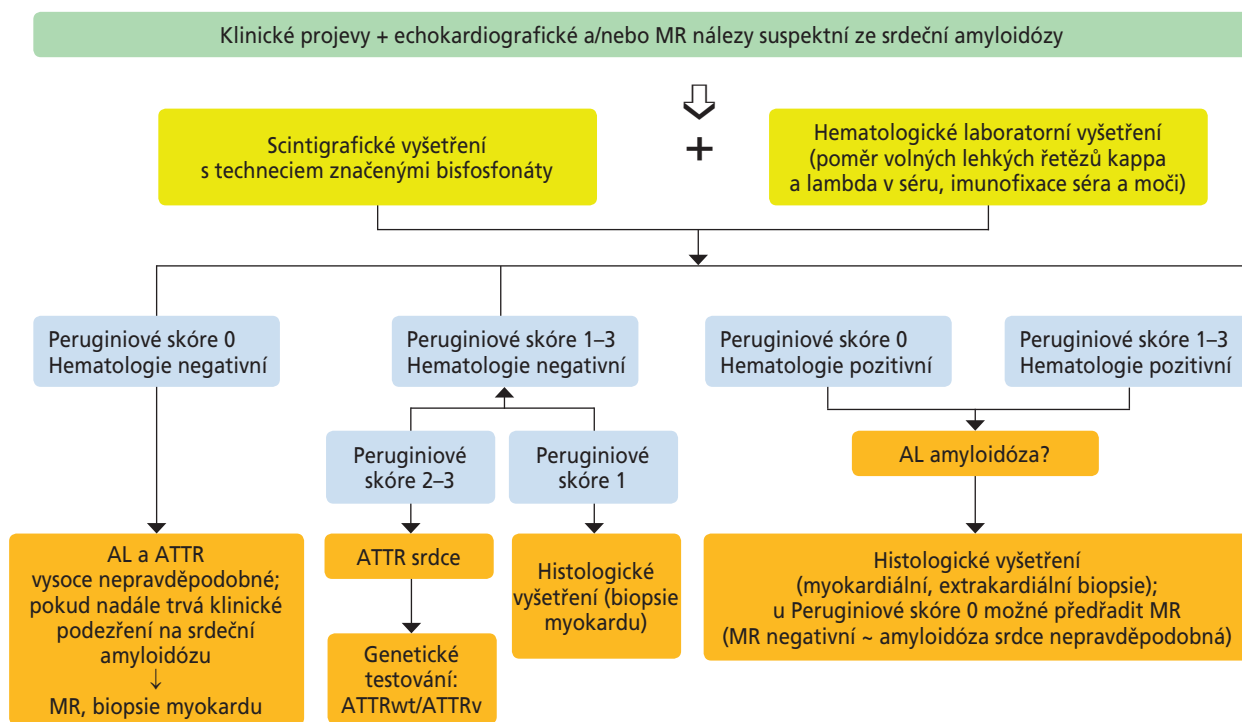 Klinické projevy + echokardiografické a/nebo MR nálezy suspektní ze srdeční amyloidózy
Scintigrafické vyšetření
s techneciem značenými bisfosfonáty
+
Hematologické laboratorní vyšetření
(poměr volných lehkých řetězů kappa
a lambda v séru, imunofixace séra a moči)
Peruginiové skóre 0
Hematologie negativní
Peruginiové skóre 1–3
Hematologie negativní
Peruginiové skóre 0
Hematologie pozitivní
Peruginiové skóre 1–3
Hematologie pozitivní
Peruginiové
skóre 2–3
Peruginiové
skóre 1
AL amyloidóza?
AL a ATTR
vysoce nepravděpodobné;
pokud nadále trvá klinické
podezření na srdeční
amyloidózu
↓
MR, biopsie myokardu
ATTR srdce
Genetické
testování:
ATTRwt/ATTRv
Histologické
vyšetření (biopsie
myokardu)
Histologické vyšetření
(myokardiální, extrakardiální biopsie);
u Peruginiové skóre 0 možné předřadit MR
(MR negativní ~ amyloidóza srdce nepravděpodobná)